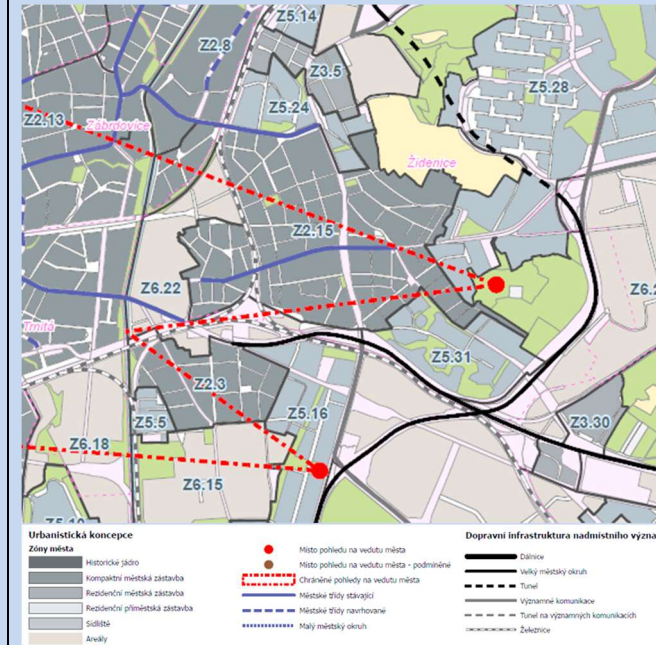 Z5.14
Z2.8
Z3.5
Z5.28
Z5.24
Z2.13
Zábrdovice
Židenice
Z2.15
Z6.22
Z6.2
Trnitá
Z5.31
Z2.3
Z5.16
Z5.5
Z3.30
Z6.18
Z6.15
Z5.10
Urbanistická koncepce
Zóny města
Historické jádro
Kompaktní městská zástavba
Rezidenční městská zástavba
Rezidenční příměstská zástavba
Sídliště
Areály
Místo pohledu na vedutu města
Místo pohledu na vedutu města - podmíněné
Chráněné pohledy na vedutu města
Městské třídy stávající
Městské třídy navrhované
Malý městský okruh
Dopravní infrastruktura nadmístního význa
Dálnice
Velký městský okruh
Tunel
Významné komunikace
Tunel na významných komunikacích
Železnice